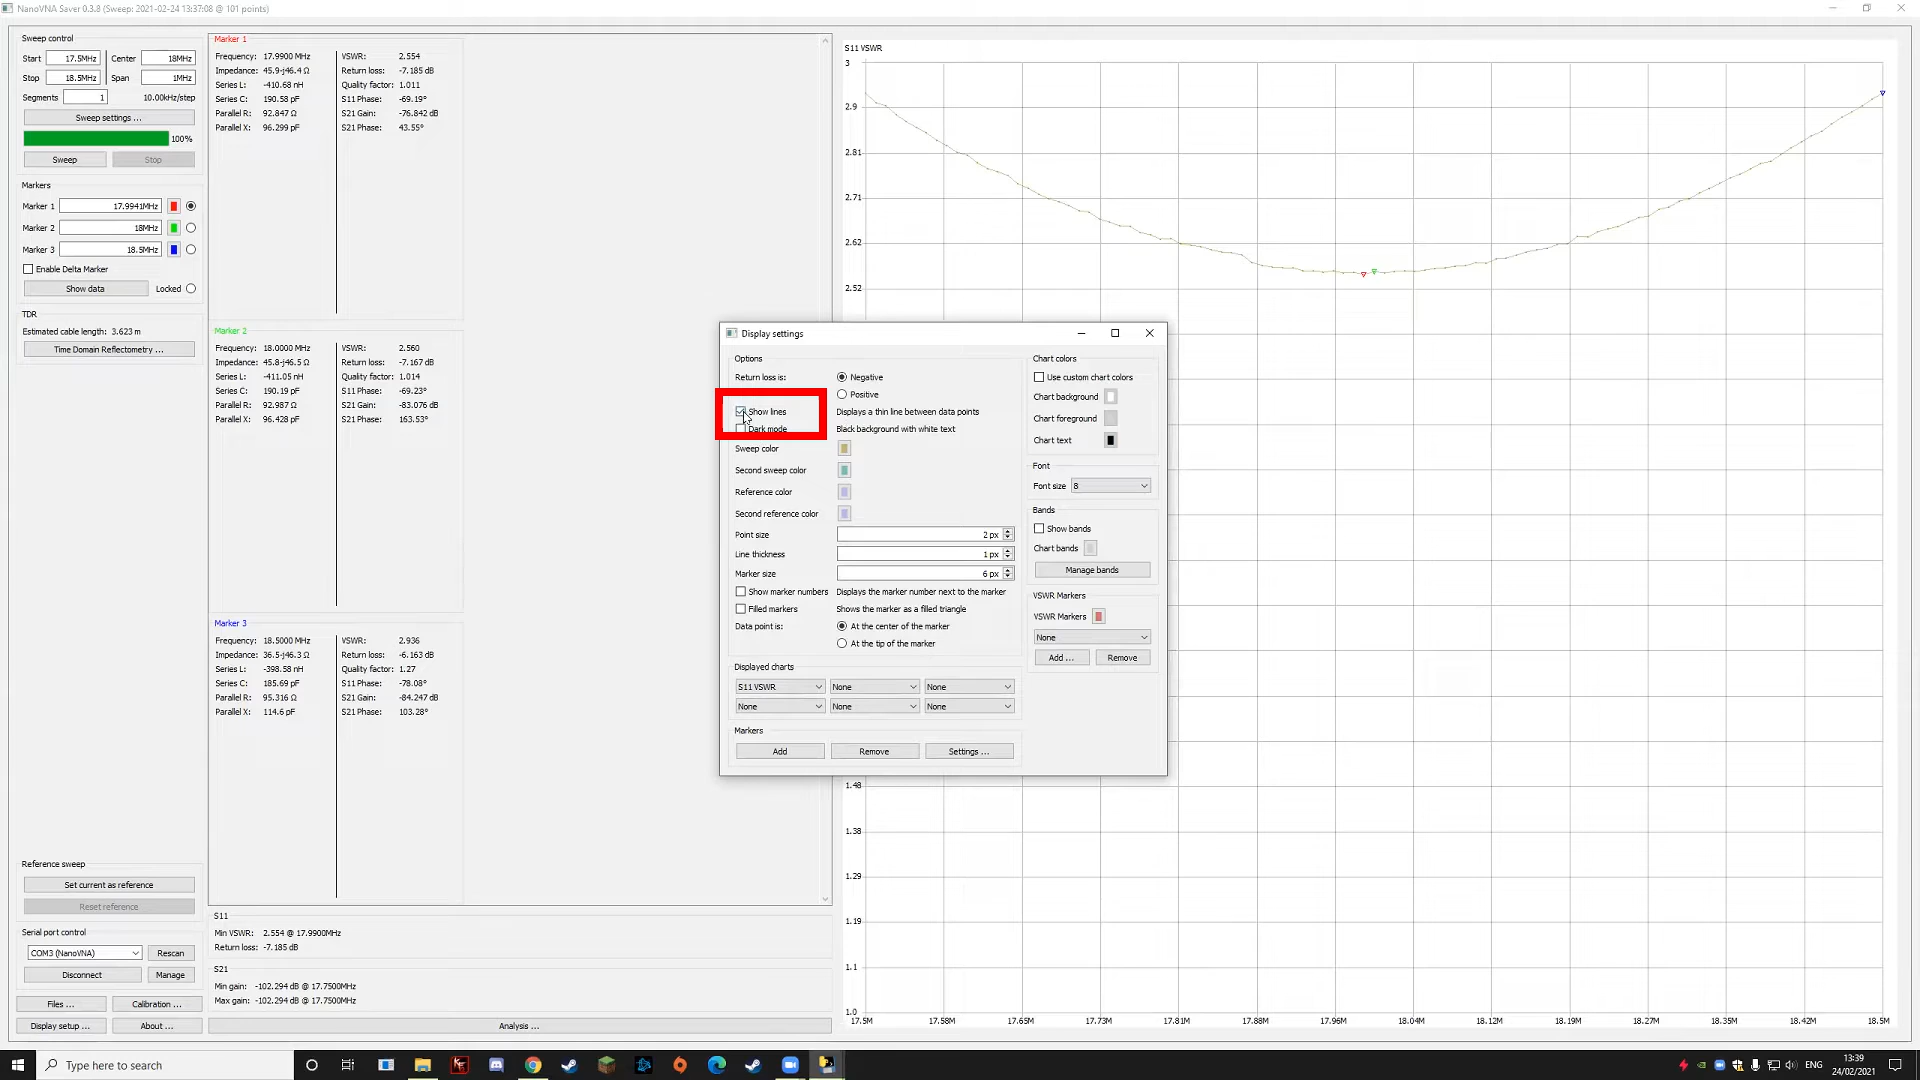 NanoVNA Saver 0.3.8 (Sweep: 2021-02-24 13:37:08 @ 101 points)
Sweep control
Start 17.5MHz Center 18MHz
Stop 18.5MHz Span 1MHz
Segments 1 10.00kHz/step
Sweep settings ...
100%
Sweep Stop
Markers
Marker 1 17.9941MHz
Marker 2 18MHz
Marker 3 18.5MHz
Enable Delta Marker
Show data Locked
TDR
Estimated cable length: 3.623 m
Time Domain Reflectometry ...
Reference sweep
Set current as reference
Reset reference
Serial port control
COM3 (NanoVNA) Rescan
Disconnect Manage
Files ... Calibration ...
Display setup ... About ...
Marker 1
Frequency: 17.9900 MHz VSWR: 2.554
Impedance: 45.9-j46.4 Ω Return loss: -7.185 dB
Series L: -410.68 nH Quality factor: 1.011
Series C: 190.58 pF S11 Phase: -69.19°
Parallel R: 92.847 Ω S21 Gain: -76.842 dB
Parallel X: 96.299 pF S21 Phase: 43.55°
Marker 2
Frequency: 18.0000 MHz VSWR: 2.560
Impedance: 45.8-j46.5 Ω Return loss: -7.167 dB
Series L: -411.05 nH Quality factor: 1.014
Series C: 190.19 pF S11 Phase: -69.23°
Parallel R: 92.987 Ω S21 Gain: -83.076 dB
Parallel X: 96.428 pF S21 Phase: 163.53°
Marker 3
Frequency: 18.5000 MHz VSWR: 2.936
Impedance: 36.5-j46.3 Ω Return loss: -6.163 dB
Series L: -398.58 nH Quality factor: 1.27
Series C: 185.69 pF S11 Phase: -78.08°
Parallel R: 95.316 Ω S21 Gain: -84.247 dB
Parallel X: 114.6 pF S21 Phase: 103.28°
S11
Min VSWR: 2.554 @ 17.9900MHz
Return loss: -7.185 dB
S21
Min gain: -102.294 dB @ 17.7500MHz
Max gain: -102.294 dB @ 17.7500MHz
Analysis ...
S11 VSWR
3
2.9
2.81
2.71
2.62
2.52
1.48
1.38
1.29
1.19
1.1
1.0
17.5M 17.58M 17.65M 17.73M 17.81M 17.88M 17.96M 18.04M 18.12M 18.19M 18.27M 18.35M 18.42M 18.5M
Display settings
Options
Return loss is: Negative
Positive
Show lines Displays a thin line between data points
Dark mode Black background with white text
Sweep color
Second sweep color
Reference color
Second reference color
Point size 2 px
Line thickness 1 px
Marker size 6 px
Show marker numbers Displays the marker number next to the marker
Filled markers Shows the marker as a filled triangle
Data point is: At the center of the marker
At the tip of the marker
Displayed charts
S11 VSWR None None
None None None
Markers
Add Remove Settings ...
Chart colors
Use custom chart colors
Chart background
Chart foreground
Chart text
Font
Font size 8
Bands
Show bands
Chart bands
Manage bands
VSWR Markers
VSWR Markers
None
Add ... Remove
Type here to search
ENG
13:39
24/02/2021